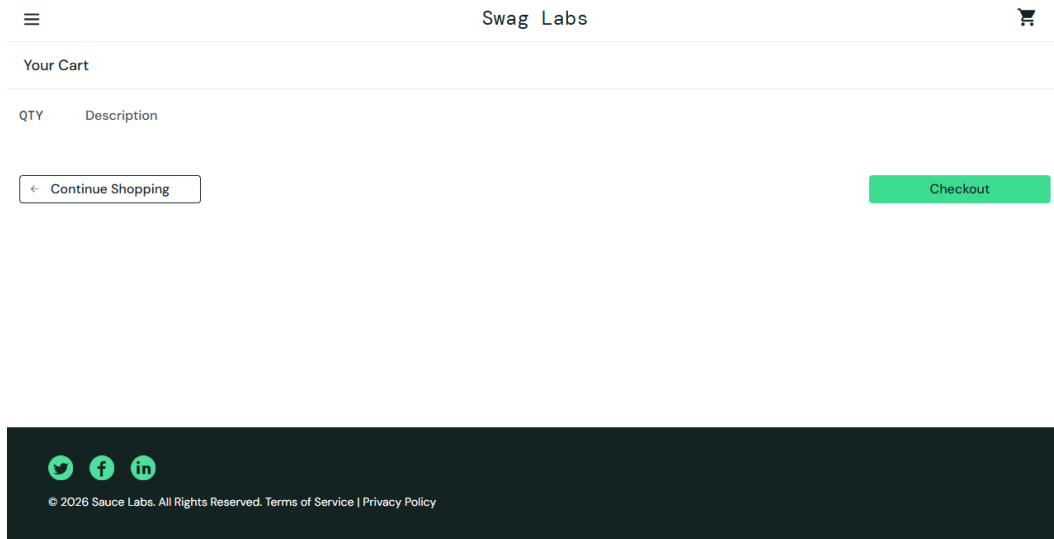 Swag Labs
Your Cart
QTY Description
Continue Shopping Checkout
© 2026 Sauce Labs. All Rights Reserved. Terms of Service | Privacy Policy